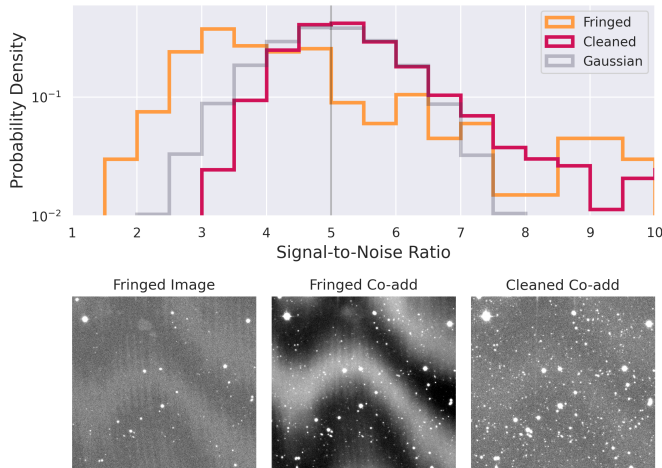 Probability Density
10⁻¹
10⁻²
Fringed
Cleaned
Gaussian
1 2 3 4 5 6 7 8 9 10
Signal-to-Noise Ratio
Fringed Image
Fringed Co-add
Cleaned Co-add